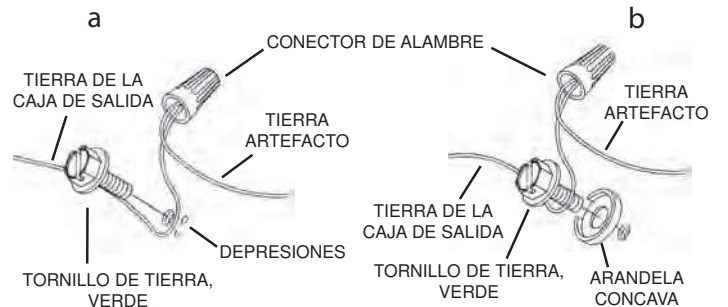 a
b
CONECTOR DE ALAMBRE
TIERRA DE LA
CAJA DE SALIDA
TIERRA
ARTEFACTO
DEPRESIONES
TORNILLO DE TIERRA,
VERDE
TIERRA
ARTEFACTO
TIERRA DE LA
CAJA DE SALIDA
TORNILLO DE TIERRA,
VERDE
ARANDELA
CONCAVA